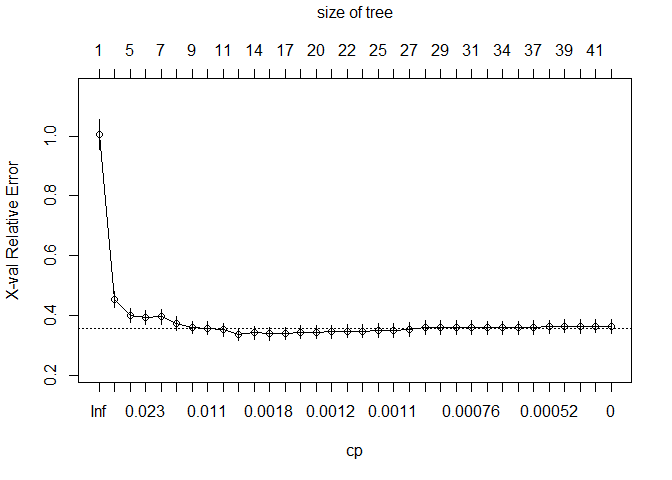 size of tree
1 5 7 9 11 14 17 20 22 25 27 29 31 34 37 39 41
X-val Relative Error
1.0
0.8
0.6
0.4
0.2
Inf 0.023 0.011 0.0018 0.0012 0.0011 0.00076 0.00052 0
cp